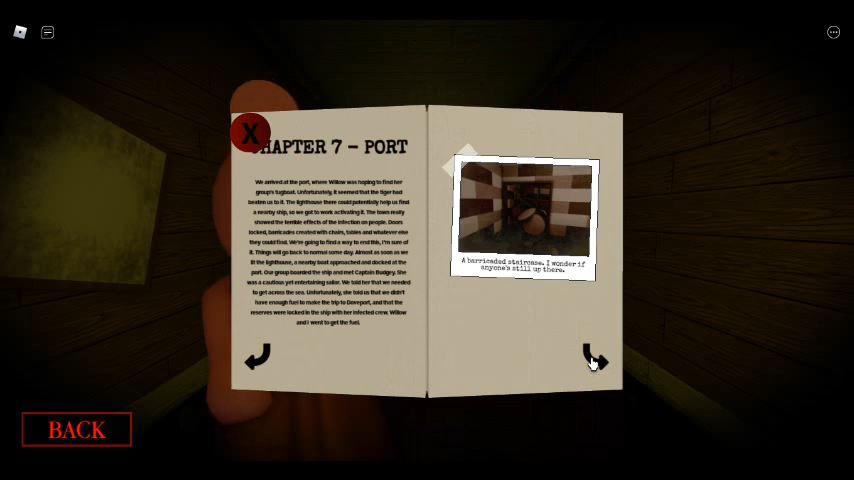 X
CHAPTER 7 - PORT
We arrived at the port, where Willow was hoping to find her
group's tugboat. Unfortunately, it seemed that the tiger had
beaten us to it. The lighthouse there could potentially help us find
a nearby ship, so we got to work activating it. The town really
showed the terrible effects of the infection on people. Doors
locked, barricades created with chains, tables and whatever else
they could find. We're going to find a way to end this, I'm sure of
it. Things will go back to normal some day. Almost as soon as we
lit the lighthouse, a nearby boat approached and docked at the
port. Our group boarded the ship and met Captain Budgey. She
was a cautious yet entertaining sailor. We told her that we needed
to get across the sea. Unfortunately, she told us that we didn't
have enough fuel to make the trip to Doveport, and that the
reserves were locked in the ship with her infected crew. Willow
and I went to get the fuel.
A barricaded staircase. I wonder if
anyone's still up there.
BACK